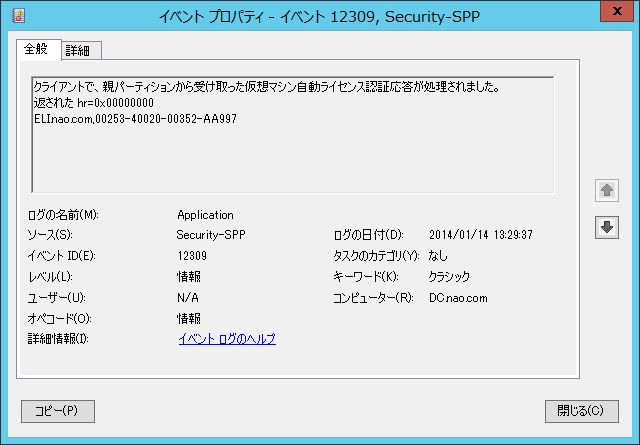 イベント プロパティ - イベント 12309, Security-SPP
x
全般 詳細
クライアントで、親パーティションから受け取った仮想マシン自動ライセンス認証応答が処理されました。
返された hr=0x00000000
ELInao.com,00253-40020-00352-AA997
ログの名前(M): Application
ソース(S): Security-SPP ログの日付(D): 2014/01/14 13:29:37
イベント ID(E): 12309 タスクのカテゴリ(Y): なし
レベル(L): 情報 キーワード(K): クラシック
ユーザー(U): N/A コンピューター(R): DC.nao.com
オペコード(O): 情報
詳細情報(I): イベント ログのヘルプ
コピー(P) 閉じる(C)